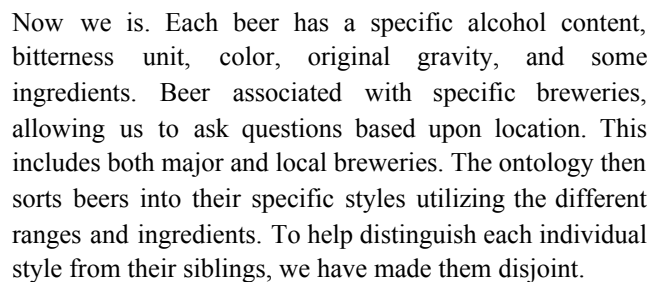 Now we is. Each beer has a specific alcohol content,
bitterness unit, color, original gravity, and some
ingredients. Beer associated with specific breweries,
allowing us to ask questions based upon location. This
includes both major and local breweries. The ontology then
sorts beers into their specific styles utilizing the different
ranges and ingredients. To help distinguish each individual
style from their siblings, we have made them disjoint.